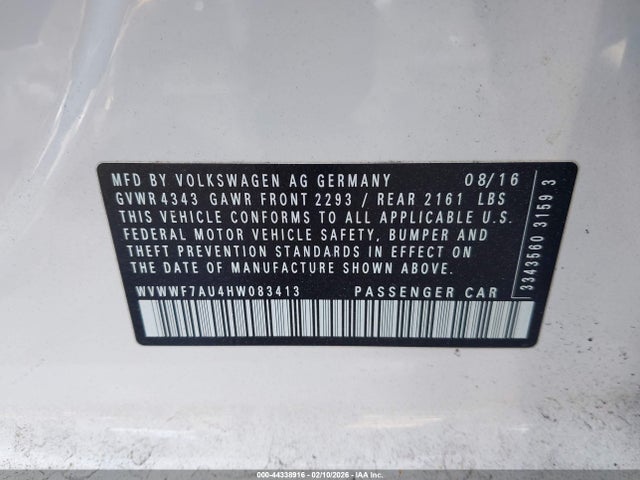 MFD BY VOLKSWAGEN AG GERMANY 08/16
GVWR 4343 GAWR FRONT 2293 / REAR 2161 LBS
THIS VEHICLE CONFORMS TO ALL APPLICABLE U.S.
FEDERAL MOTOR VEHICLE SAFETY, BUMPER AND
THEFT PREVENTION STANDARDS IN EFFECT ON
THE DATE OF MANUFACTURE SHOWN ABOVE.
WVWWF7AU4HW083413 PASSENGER CAR
3343560 3159 3
000-44338916 - 02/10/2026 - IAA Inc.